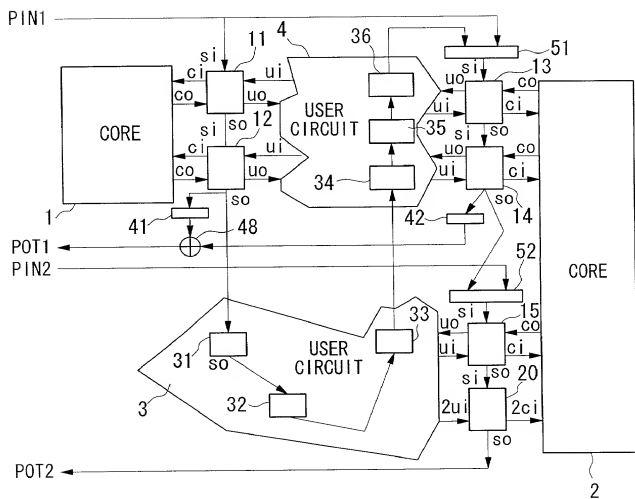 PIN1
4
36
51
11
ci
si
ui
si
uo
13
co
co
uo
ui
ci
CORE
12
si
so
USER
CIRCUIT
35
si
so
ci
ui
uo
co
co
uo
34
ui
ci
1
41
so
42
so
14
48
POT1
PIN2
52
CORE
si
15
33
uo
co
31
so
USER
CIRCUIT
ui
ci
si
so
20
3
32
2ui
2ci
so
POT2
2